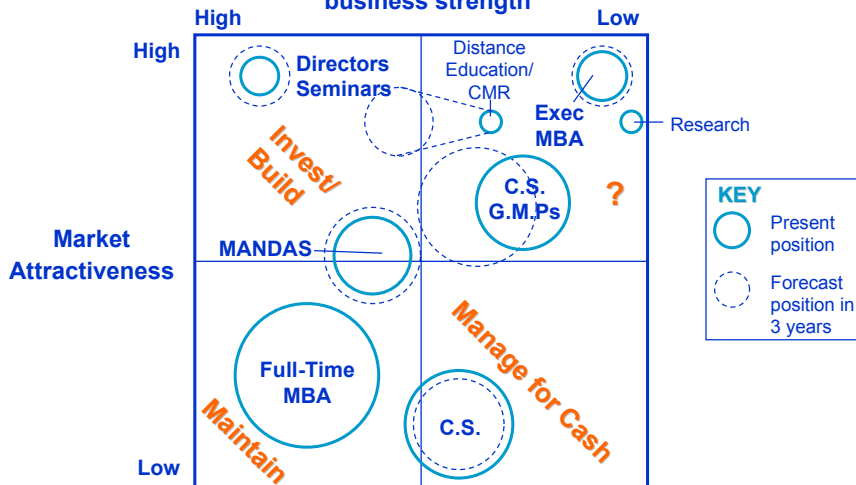 business strength
High
Low
High
Directors
Seminars
Distance
Education/
CMR
Exec
MBA
Research
Invest/
Build
C.S.
G.M.Ps
?
KEY
Present
position
Forecast
position in
3 years
Market
Attractiveness
MANDAS
Full-Time
MBA
Maintain
Manage for Cash
C.S.
Low